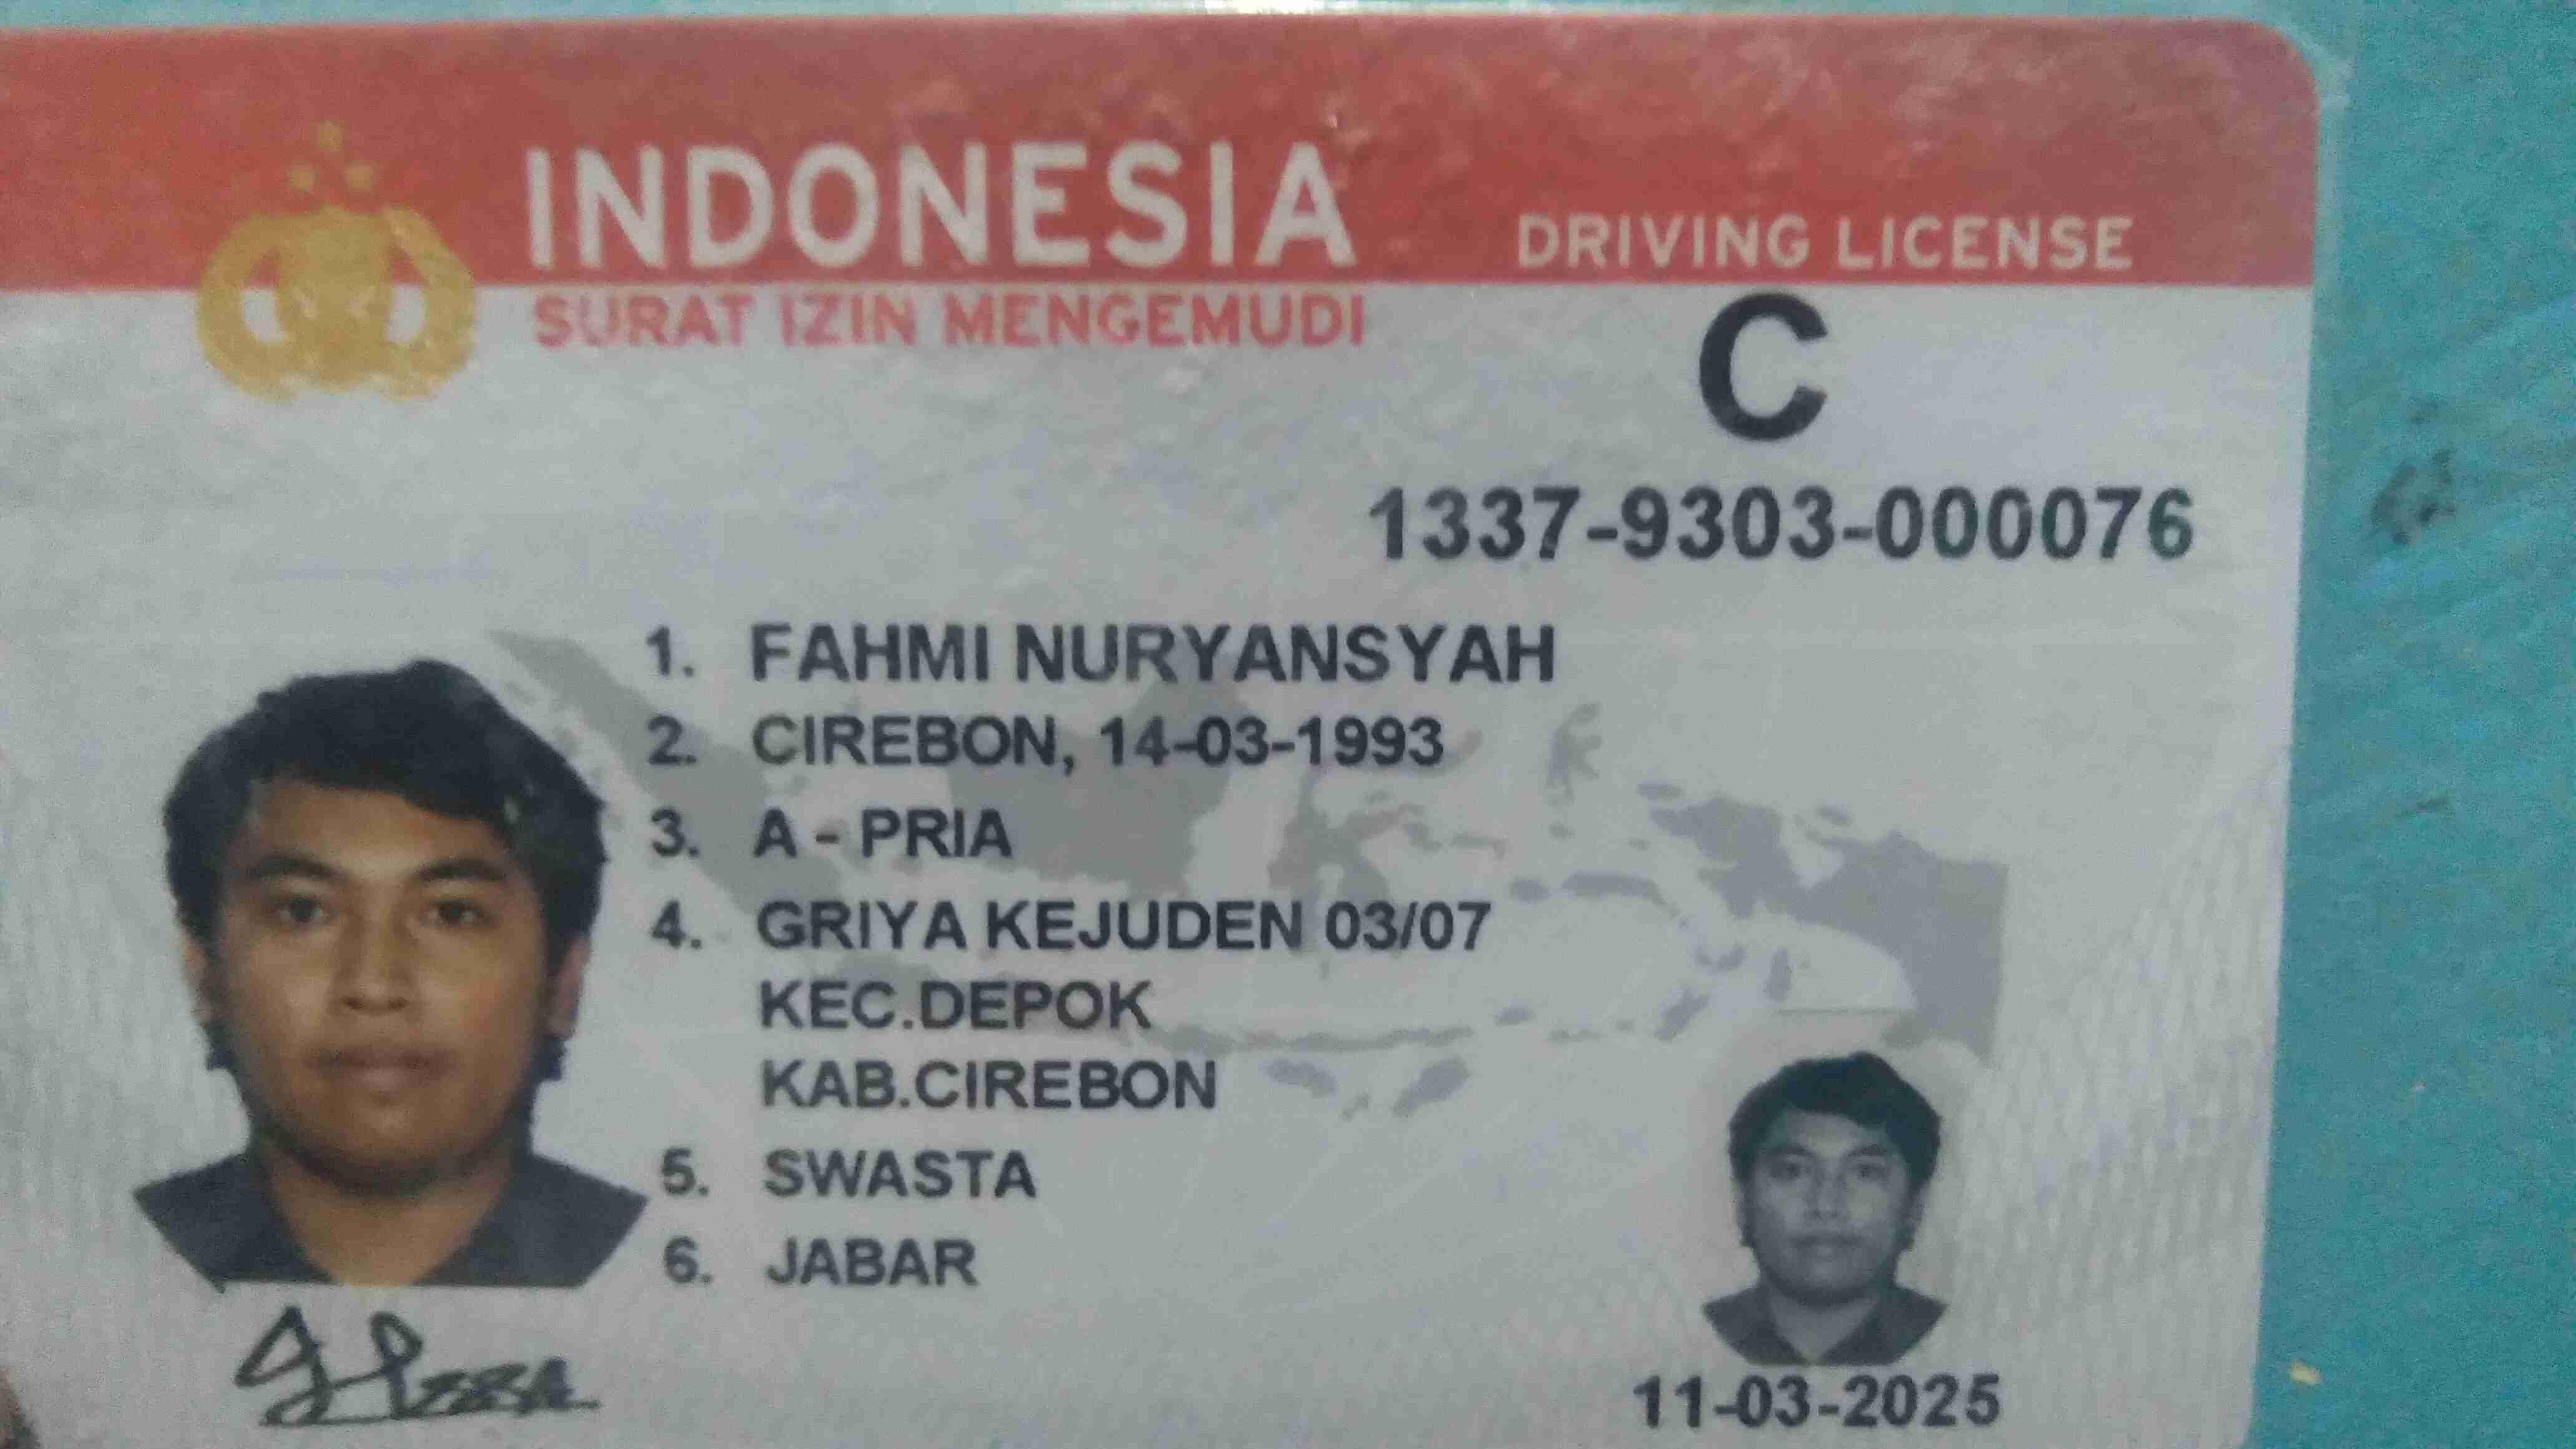 INDONESIA
DRIVING LICENSE
SURAT IZIN MENGEMUDI
C
1337-9303-000076
1. FAHMI NURYANSYAH
2. CIREBON, 14-03-1993
3. A - PRIA
4. GRIYA KEJUDEN 03/07
KEC.DEPOK
KAB.CIREBON
5. SWASTA
6. JABAR
11-03-2025